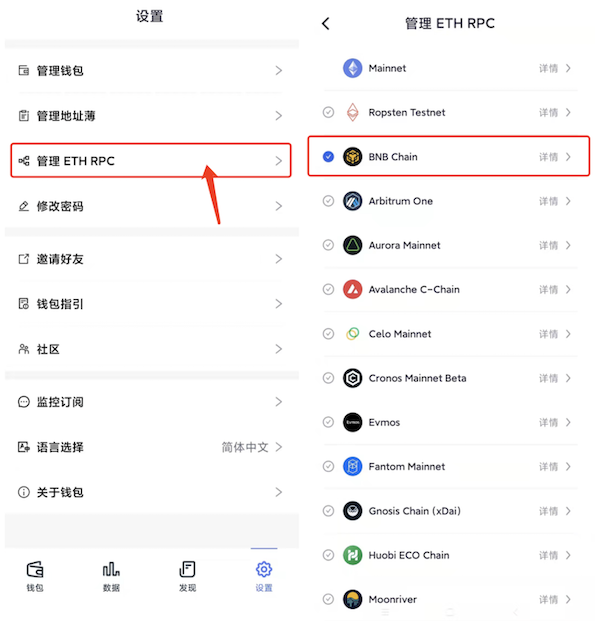 设置
管理钱包
管理地址薄
管理 ETH RPC
修改密码
邀请好友
钱包指引
社区
监控订阅
语言选择 简体中文
关于钱包
钱包 数据 发现 设置
管理 ETH RPC
Mainnet 详情
Ropsten Testnet 详情
BNB Chain 详情
Arbitrum One 详情
Aurora Mainnet 详情
Avalanche C-Chain 详情
Celo Mainnet 详情
Cronos Mainnet Beta 详情
Evmos 详情
Fantom Mainnet 详情
Gnosis Chain (xDai) 详情
Huobi ECO Chain 详情
Moonriver 详情